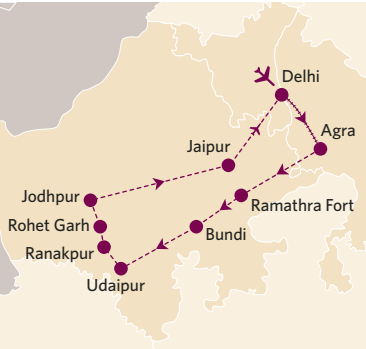 Delhi
Agra
Jaipur
Jodhpur
Ramathra Fort
Rohet Garh
Bundi
Ranakpur
Udaipur